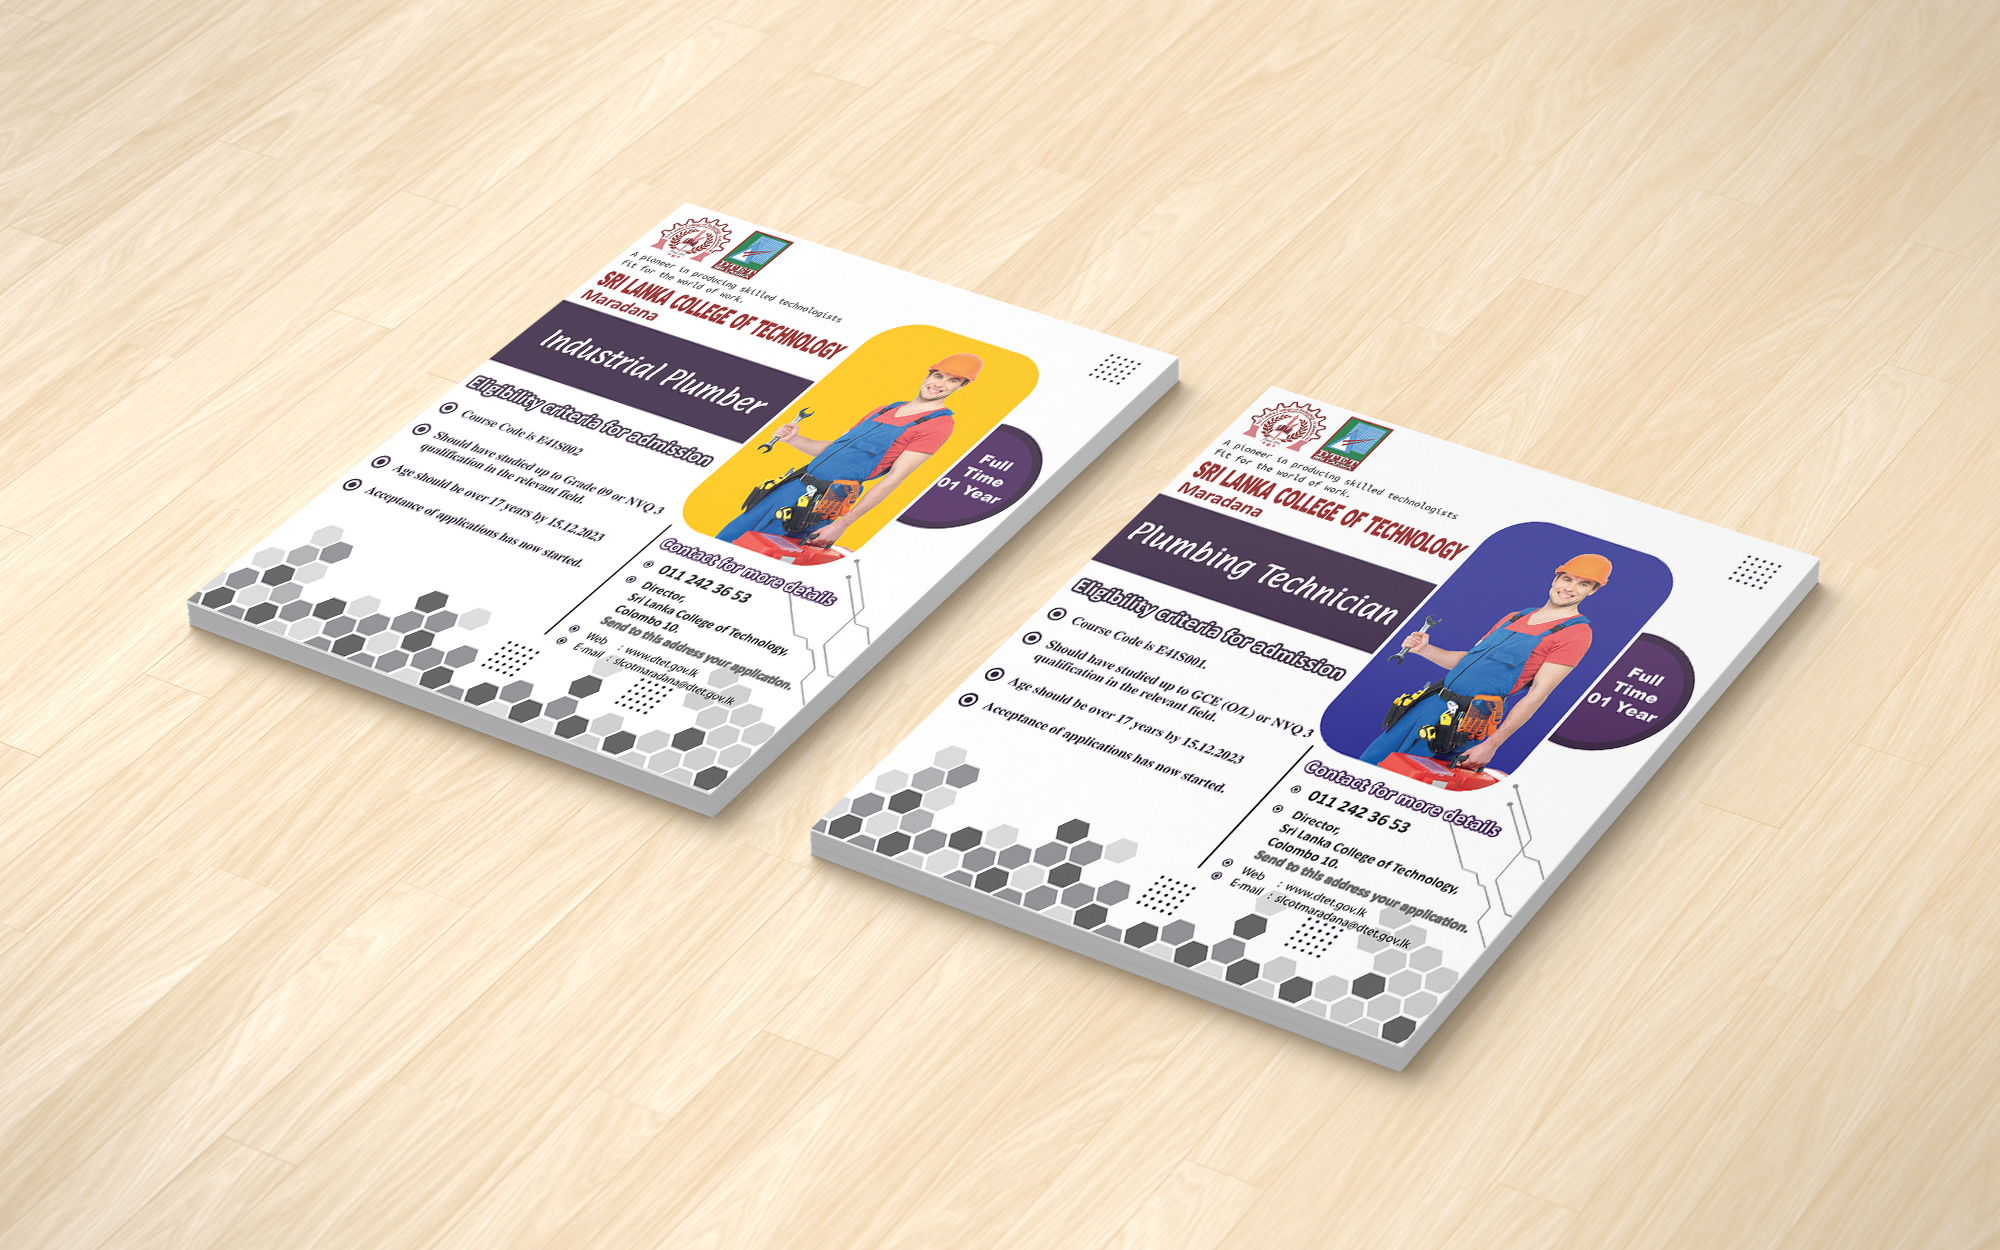 DTET
A pioneer in producing skilled technologists
fit for the world of work.
SRI LANKA COLLEGE OF TECHNOLOGY
Maradana
Industrial Plumber
Eligibility criteria for admission
Course Code is E41S002
Should have studied up to Grade 09 or NVQ 3
qualification in the relevant field.
Age should be over 17 years by 15.12.2023
Acceptance of applications has now started.
Full
Time
01 Year
Contact for more details
011 242 36 53
Director,
Sri Lanka College of Technology,
Colombo 10.
Send to this address your application.
Web : www.dtet.gov.lk
E-mail : slcotmaradana@dtet.gov.lk
DTET
A pioneer in producing skilled technologists
fit for the world of work.
SRI LANKA COLLEGE OF TECHNOLOGY
Maradana
Plumbing Technician
Eligibility criteria for admission
Course Code is E41S001.
Should have studied up to GCE (O/L) or NVQ 3
qualification in the relevant field.
Age should be over 17 years by 15.12.2023
Acceptance of applications has now started.
Full
Time
01 Year
Contact for more details
011 242 36 53
Director,
Sri Lanka College of Technology,
Colombo 10.
Send to this address your application.
Web : www.dtet.gov.lk
E-mail : slcotmaradana@dtet.gov.lk